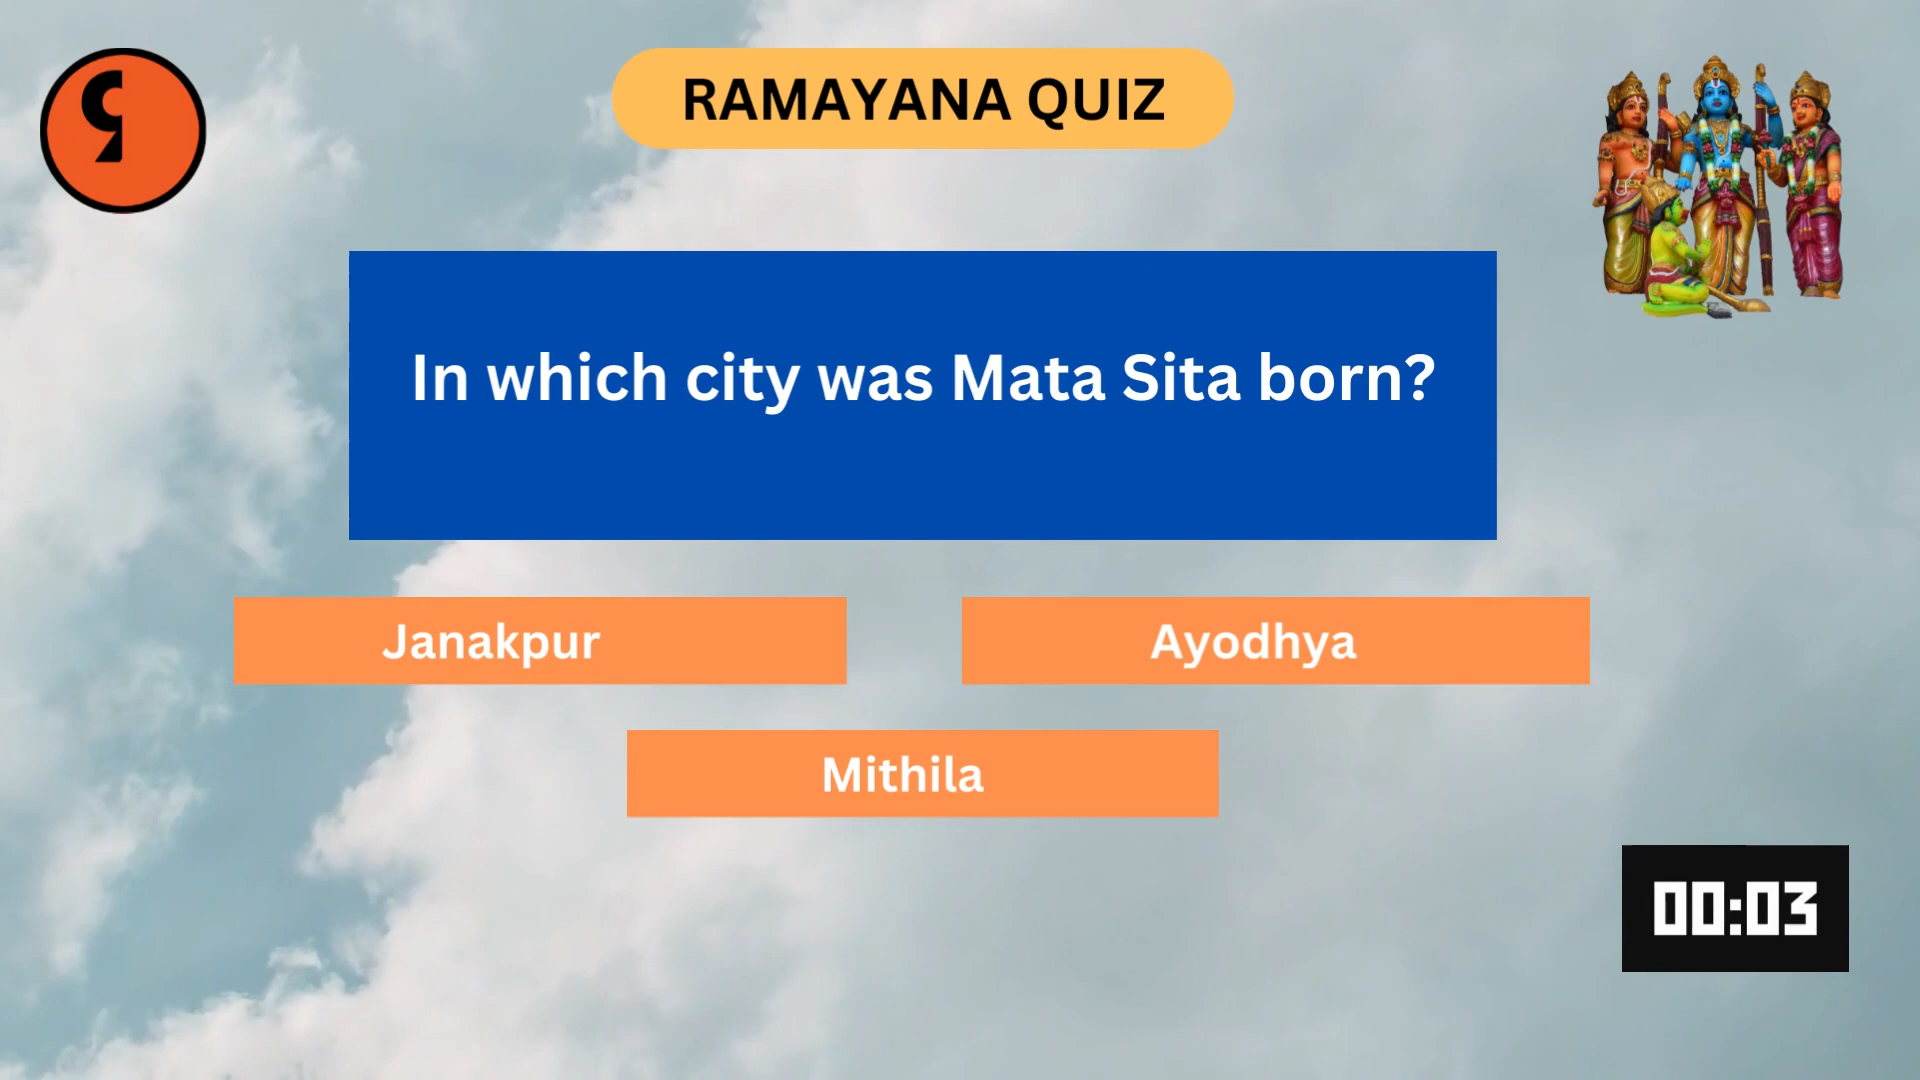 RAMAYANA QUIZ
In which city was Mata Sita born?
Janakpur
Ayodhya
Mithila
00:03